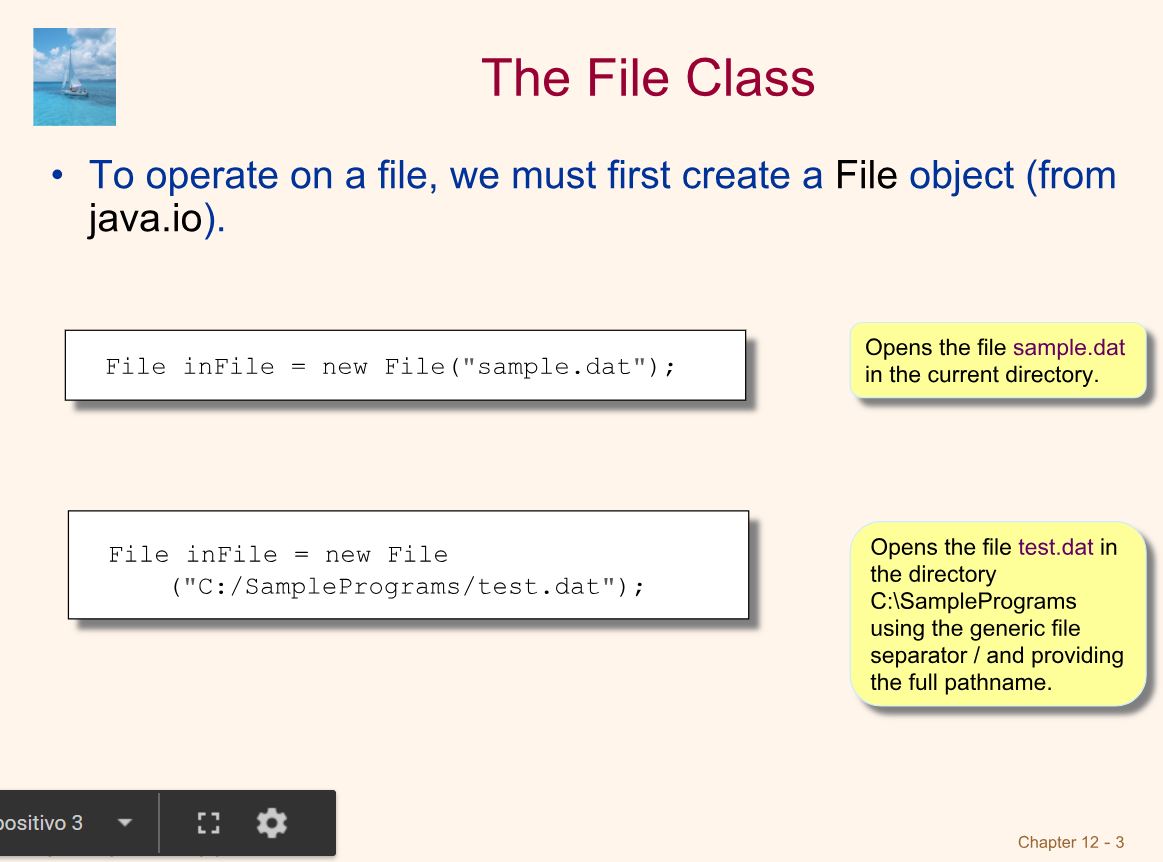 The File Class
• To operate on a file, we must first create a File object (from
java.io).
File inFile = new File("sample.dat");
Opens the file sample.dat
in the current directory.
File inFile = new File
("C:/SamplePrograms/test.dat");
Opens the file test.dat in
the directory
C:\SamplePrograms
using the generic file
separator / and providing
the full pathname.
positivo 3
Chapter 12 - 3